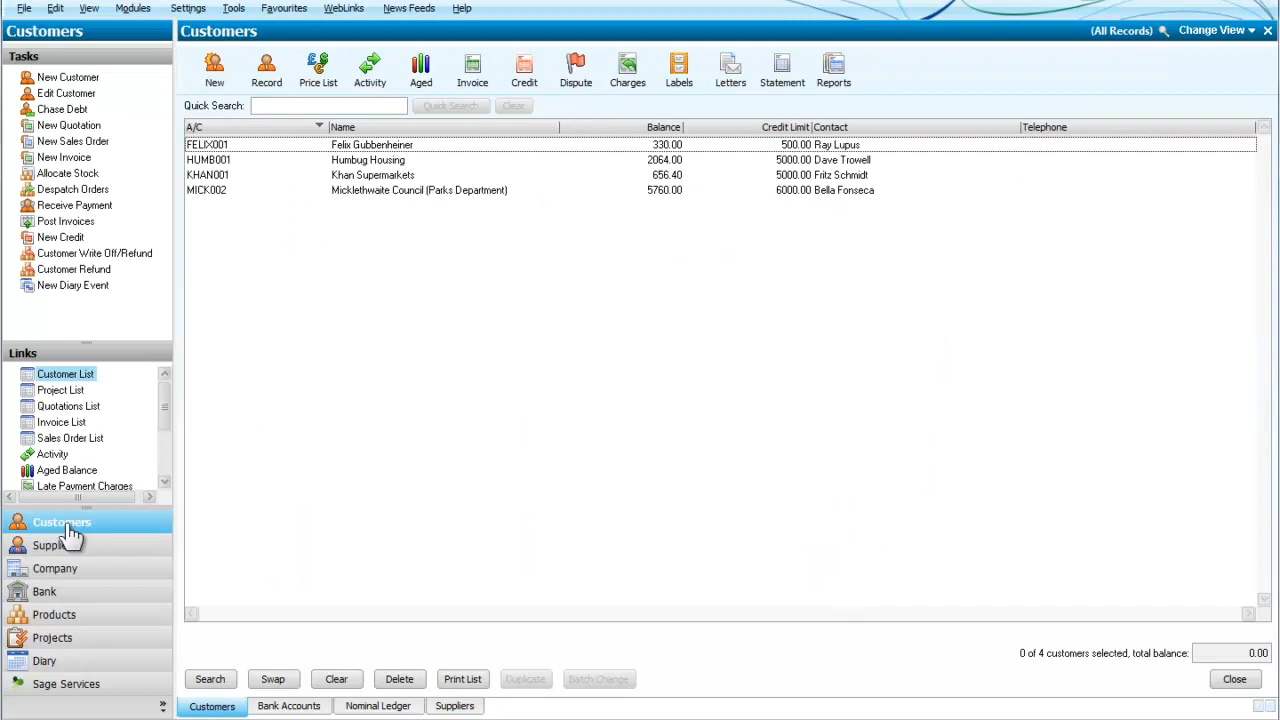 File Edit View Modules Settings Tools Favourites WebLinks News Feeds Help
Customers
Tasks
New Customer
Edit Customer
Chase Debt
New Quotation
New Sales Order
New Invoice
Allocate Stock
Despatch Orders
Receive Payment
Post Invoices
New Credit
Customer Write Off/Refund
Customer Refund
New Diary Event
Links
Customer List
Project List
Quotations List
Invoice List
Sales Order List
Activity
Aged Balance
Late Payment Charges
Customers
Company
Bank
Products
Projects
Diary
Sage Services
Customers (All Records) Change View
New Record Price List Activity Aged Invoice Credit Dispute Charges Labels Letters Statement Reports
Quick Search: Quick Search Clear
A/C Name Balance Credit Limit Contact Telephone
FELIX001 Felix Gubbenheiner 330.00 500.00 Ray Lupus
HUMB001 Humbug Housing 2064.00 5000.00 Dave Trowell
KHAN001 Khan Supermarkets 656.40 5000.00 Fritz Schmidt
MICK002 Micklethwaite Council (Parks Department) 5760.00 6000.00 Bella Fonseca
0 of 4 customers selected, total balance: 0.00
Search Swap Clear Delete Print List Duplicate Batch Change Close
Customers Bank Accounts Nominal Ledger Suppliers